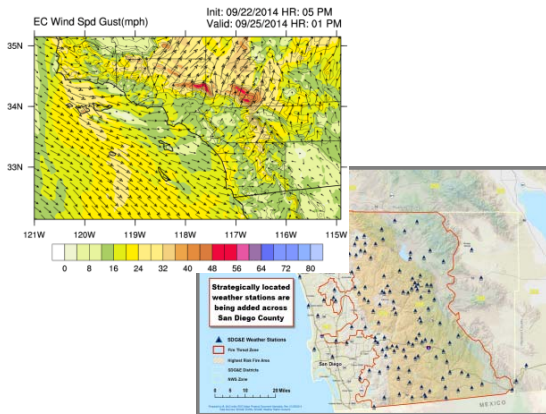 EC Wind Spd Gust(mph)
Init: 09/22/2014 HR: 05 PM
Valid: 09/25/2014 HR: 01 PM
35N
34N
33N
121W 120W 119W 118W 117W 116W 115W
0 8 16 24 32 40 48 56 64 72 80
Strategically located
weather stations are
being added across
San Diego County
SDG&E Weather Stations
Fire Threat Zone
Highest Risk Fire Area
SDG&E Districts
NWS Zone
0 5 10 15 20 25 Miles
San Diego
MEXICO